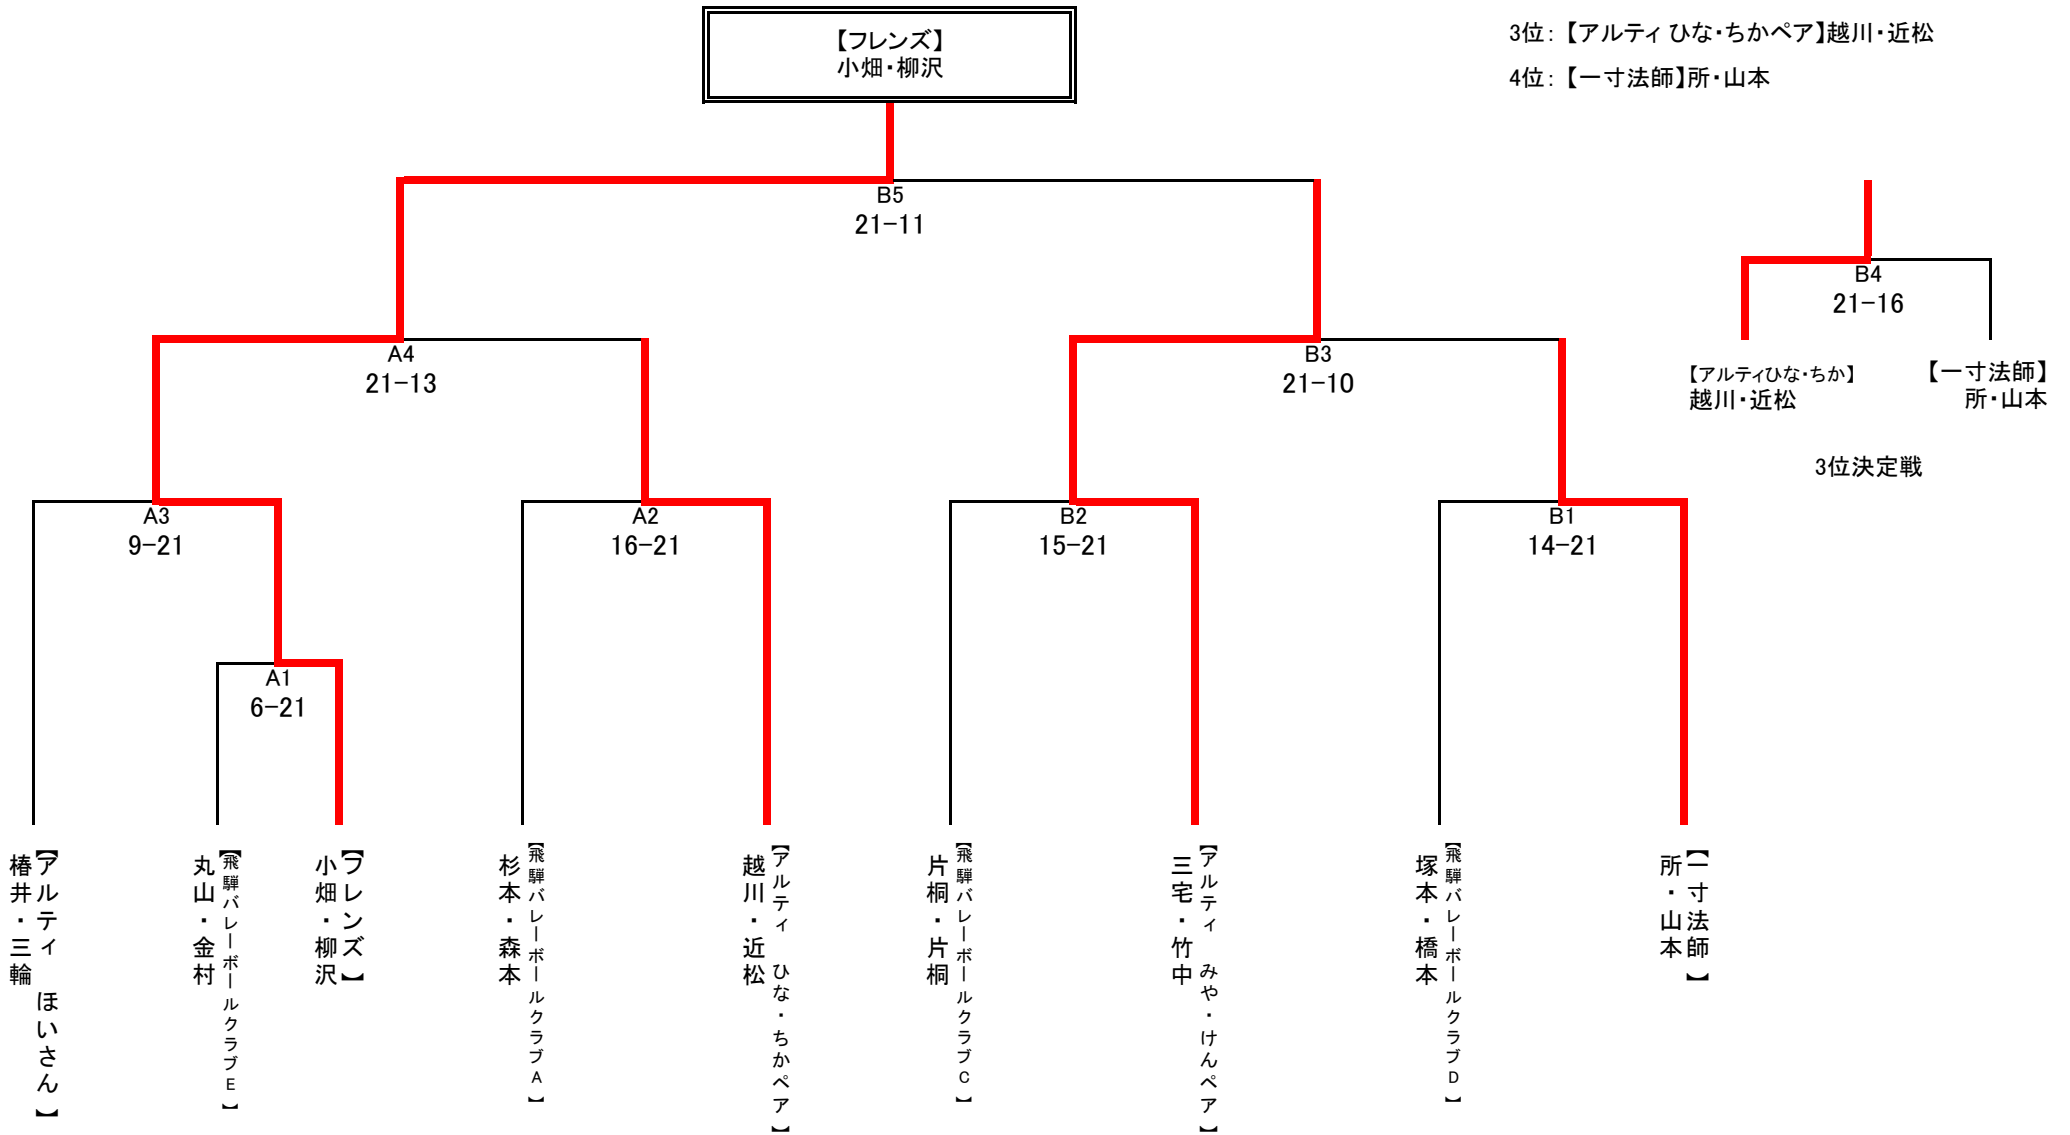 【フレンズ】
小畑・柳沢
3位：【アルティ ひな・ちかペア】越川・近松
4位：【一寸法師】所・山本
B5
21-11
B4
21-16
A4
21-13
B3
21-10
【アルティひな・ちか】
越川・近松
【一寸法師】
所・山本
3位決定戦
A3
9-21
A2
16-21
B2
15-21
B1
14-21
A1
6-21
【アルティ ほいさん】
椿井・三輪
【飛騨バレーボールクラブE】
丸山・金村
【フレンズ】
小畑・柳沢
【飛騨バレーボールクラブA】
杉本・森本
【アルティ ひな・ちかペア】
越川・近松
【飛騨バレーボールクラブC】
片桐・片桐
【アルティ みや・けんペア】
三宅・竹中
【飛騨バレーボールクラブD】
塚本・橋本
【一寸法師】
所・山本